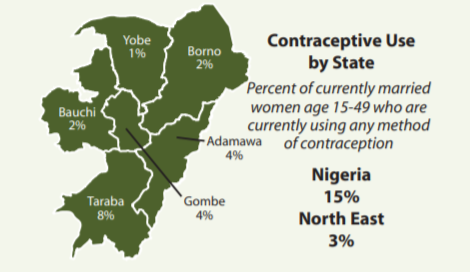 Yobe
1%
Borno
2%
Bauchi
2%
Adamawa
4%
Gombe
4%
Taraba
8%
Contraceptive Use
by State
Percent of currently married
women age 15-49 who are
currently using any method
of contraception
Nigeria
15%
North East
3%